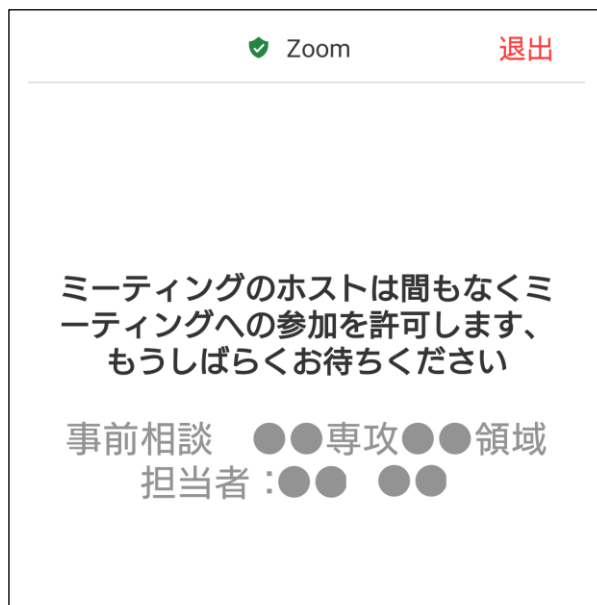 Zoom 退出
ミーティングのホストは間もなくミ
ーティングへの参加を許可します、
もうしばらくお待ちください
事前相談　●●専攻●●領域
担当者：●●　●●